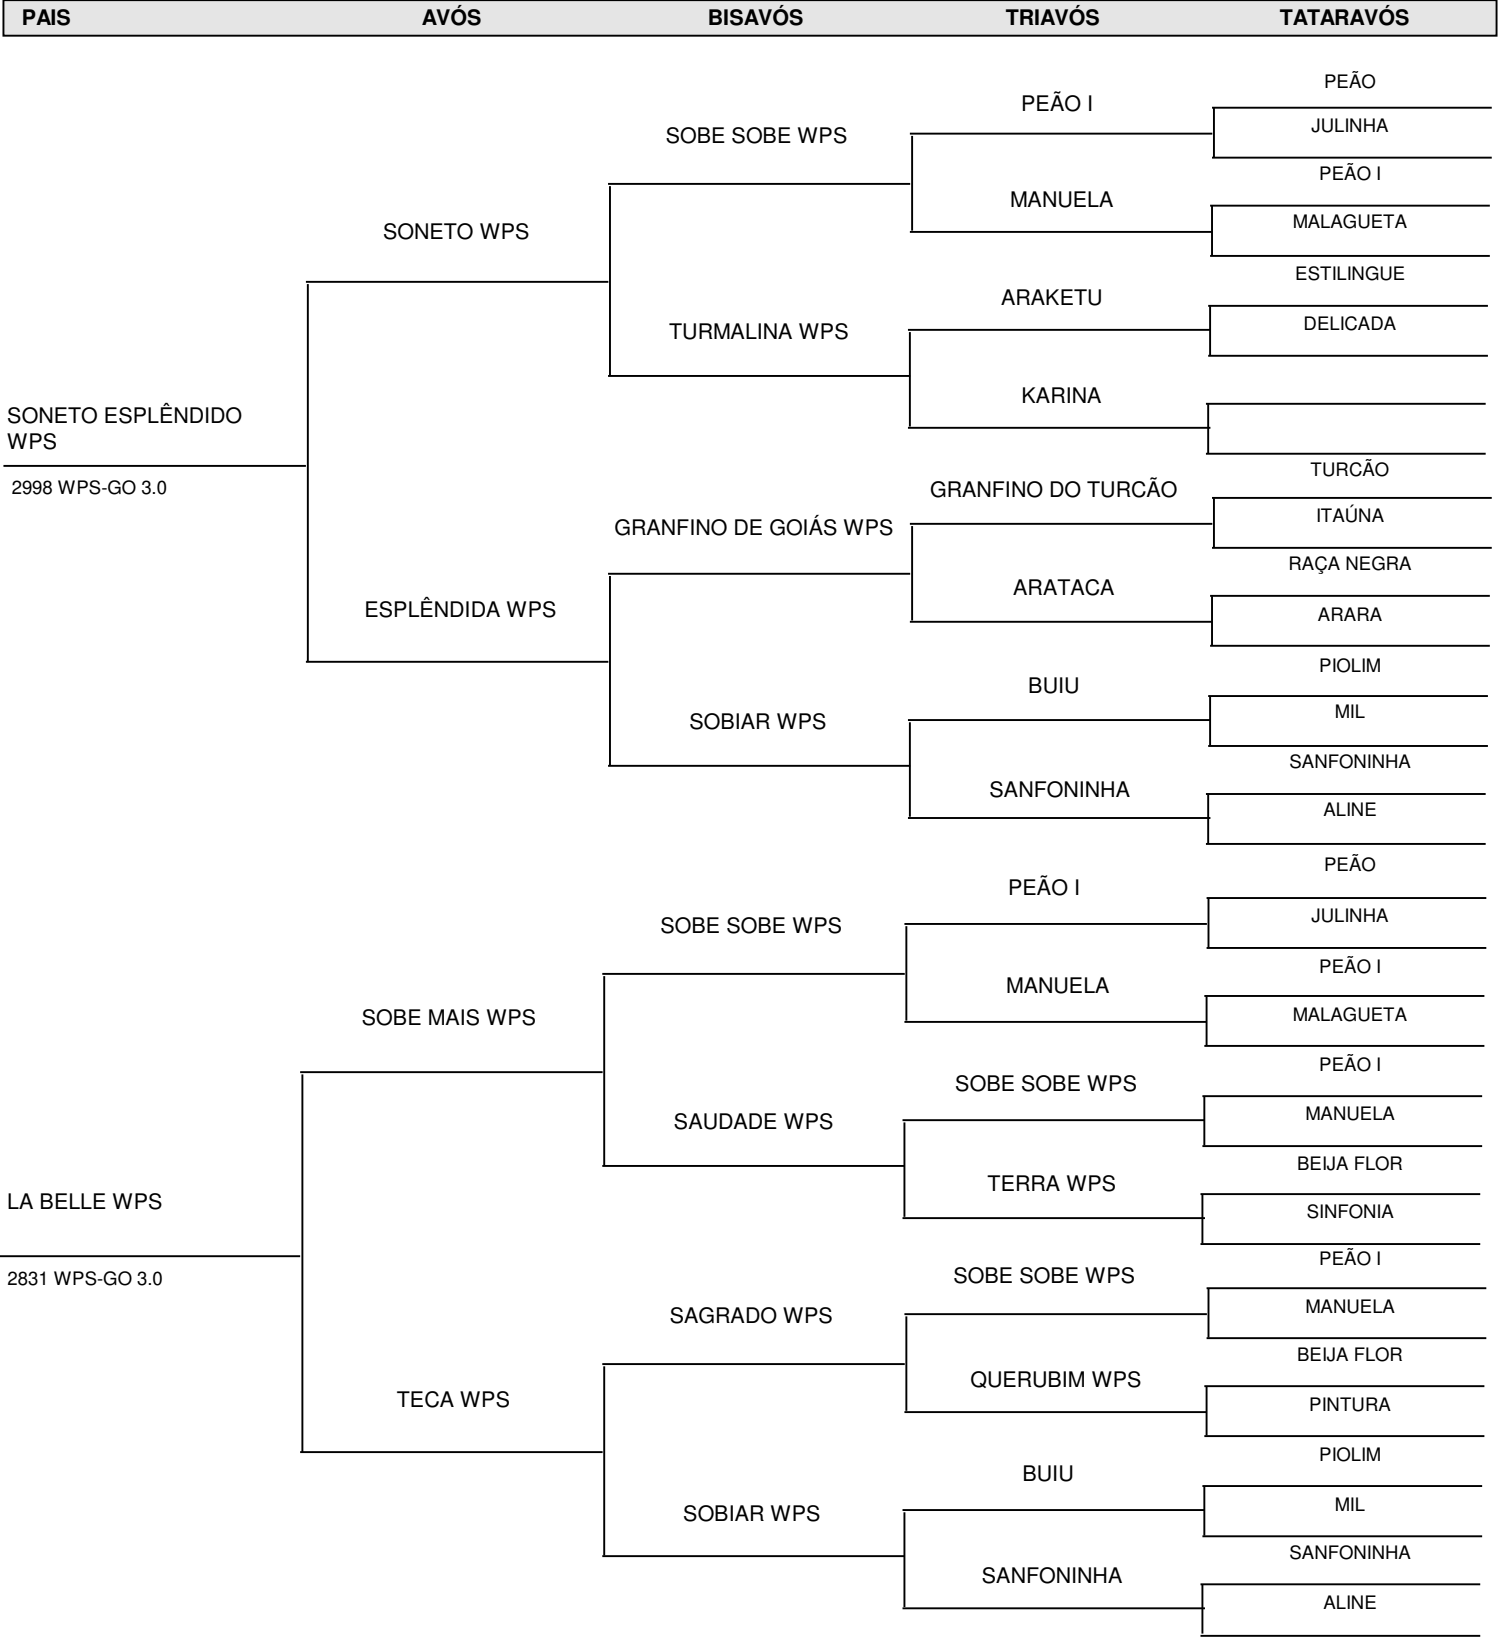 PAIS AVÓS BISAVÓS TRIAVÓS TATARAVÓS
PEÃO
PEÃO I
JULINHA
SOBE SOBE WPS
PEÃO I
MANUELA
MALAGUETA
SONETO WPS
ESTILINGUE
ARAKETU
DELICADA
TURMALINA WPS
KARINA
SONETO ESPLÊNDIDO
WPS
2998 WPS-GO 3.0
TURCÃO
GRANFINO DO TURCÃO
ITAÚNA
GRANFINO DE GOIÁS WPS
RAÇA NEGRA
ARATACA
ARARA
ESPLÊNDIDA WPS
PIOLIM
BUIU
MIL
SOBIAR WPS
SANFONINHA
SANFONINHA
ALINE
PEÃO
PEÃO I
JULINHA
SOBE SOBE WPS
PEÃO I
MANUELA
MALAGUETA
SOBE MAIS WPS
PEÃO I
SOBE SOBE WPS
MANUELA
SAUDADE WPS
BEIJA FLOR
TERRA WPS
SINFONIA
LA BELLE WPS
2831 WPS-GO 3.0
PEÃO I
SOBE SOBE WPS
MANUELA
SAGRADO WPS
BEIJA FLOR
QUERUBIM WPS
PINTURA
TECA WPS
PIOLIM
BUIU
MIL
SOBIAR WPS
SANFONINHA
SANFONINHA
ALINE